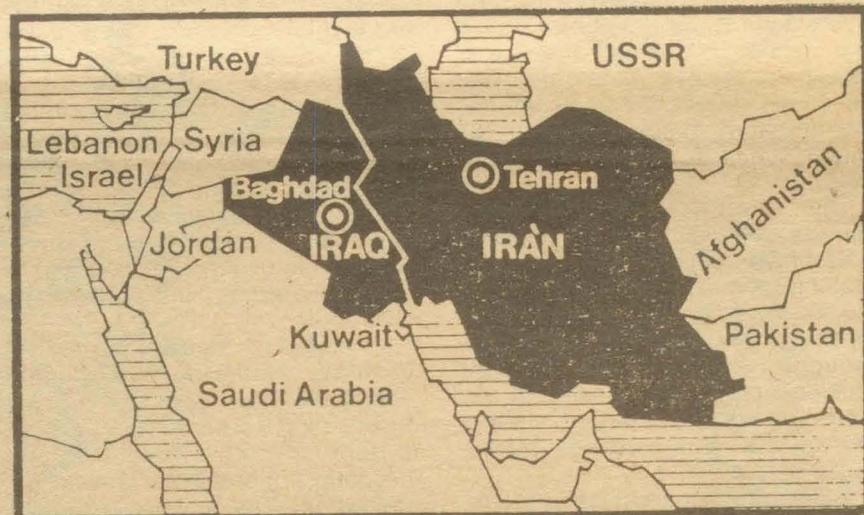 Turkey
USSR
Lebanon
Syria
Israel
Baghdad
Tehran
Jordan
IRAQ
IRAN
Afghanistan
Kuwait
Pakistan
Saudi Arabia